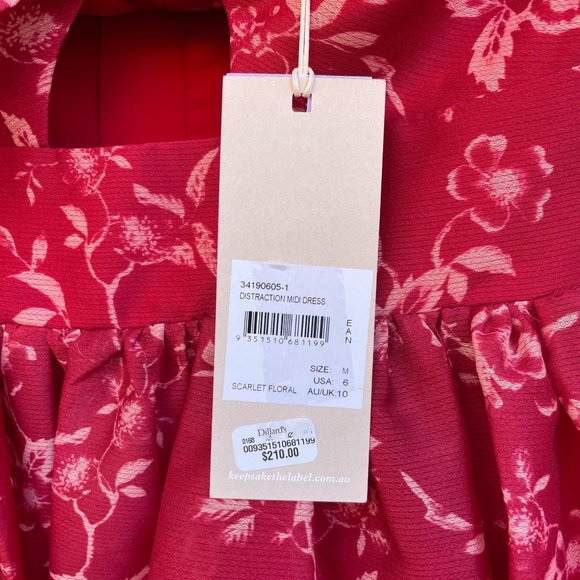 34190605-1
DISTRACTION MIDI DRESS
EAN
9 351510 681199
SIZE: M
USA: 6
SCARLET FLORAL AU/UK:10
Dillard's
0168
009351510681199
$210.00
keepsakethelabel.com.au